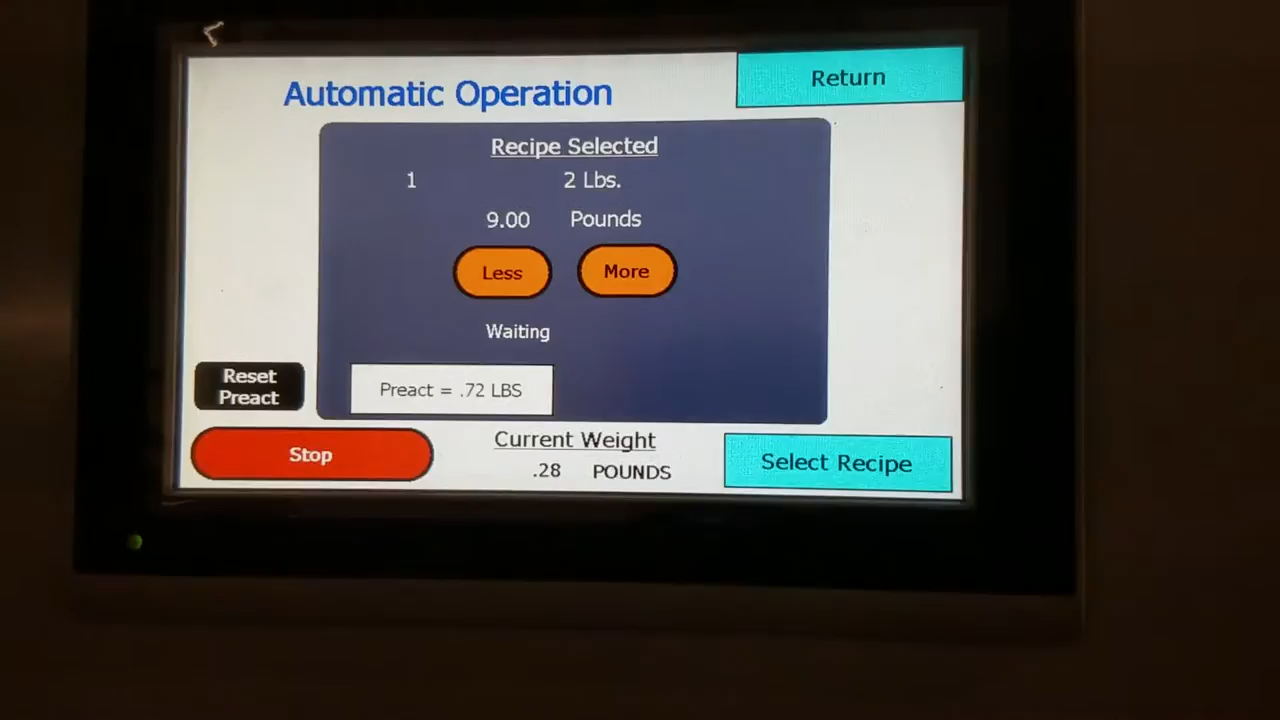 Automatic Operation
Return
Recipe Selected
1 2 Lbs.
9.00 Pounds
Less More
Waiting
Reset
Preact
Preact = .72 LBS
Stop
Current Weight
.28 POUNDS
Select Recipe